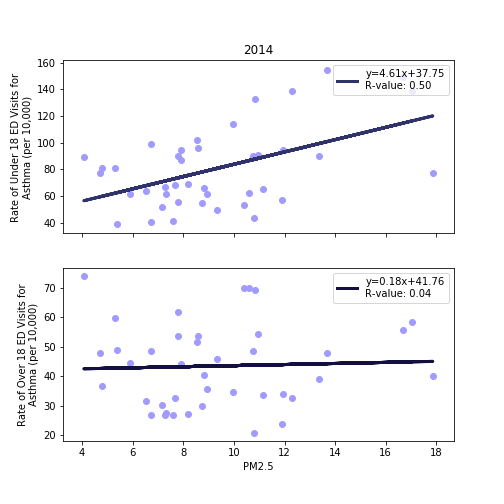 2014
160
140
120
100
80
60
40
Rate of Under 18 ED Visits for
Asthma (per 10,000)
y=4.61x+37.75
R-value: 0.50
70
60
50
40
30
20
Rate of Over 18 ED Visits for
Asthma (per 10,000)
y=0.18x+41.76
R-value: 0.04
4 6 8 10 12 14 16 18
PM2.5